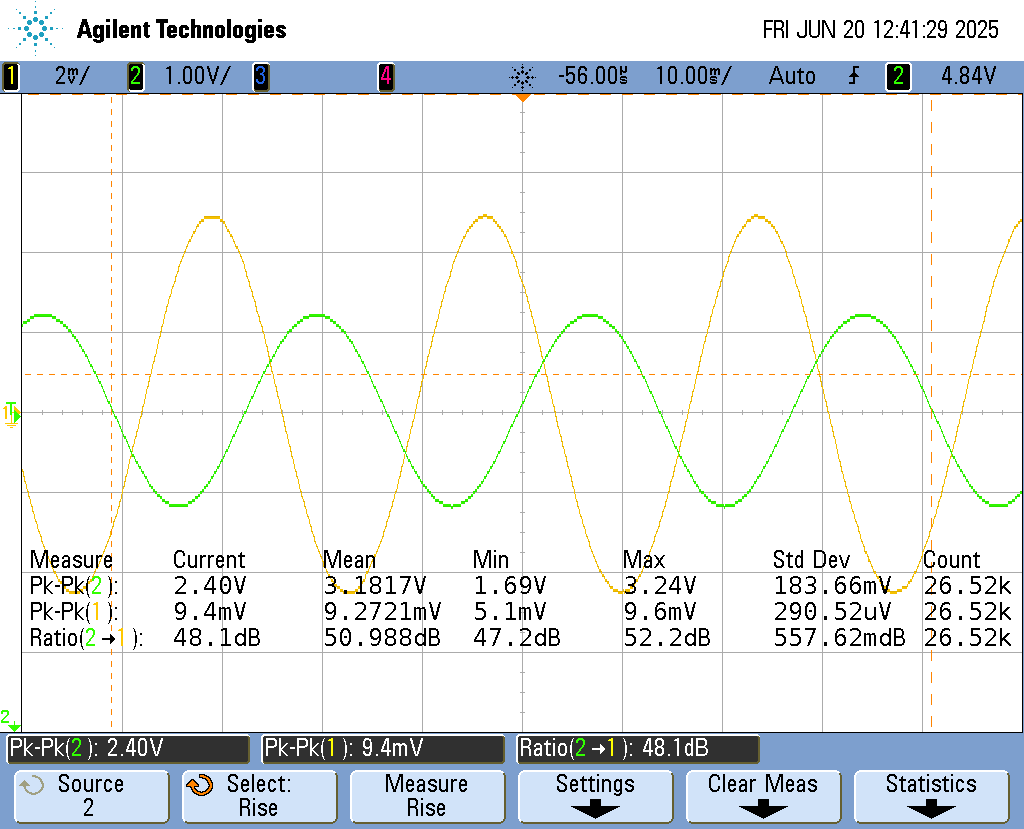 Agilent Technologies FRI JUN 20 12:41:29 2025
1 2mV/ 2 1.00V/ 3 4 -56.00µs 10.00ms/ Auto 2 4.84V
Measure Current Mean Min Max Std Dev Count
Pk-Pk(2): 2.40V 3.1817V 1.69V 3.24V 183.66mV 26.52k
Pk-Pk(1): 9.4mV 9.2721mV 5.1mV 9.6mV 290.52uV 26.52k
Ratio(2→1): 48.1dB 50.988dB 47.2dB 52.2dB 557.62mdB 26.52k
2
Pk-Pk(2): 2.40V Pk-Pk(1): 9.4mV Ratio(2→1): 48.1dB
Source Select: Measure Settings Clear Meas Statistics
2 Rise Rise